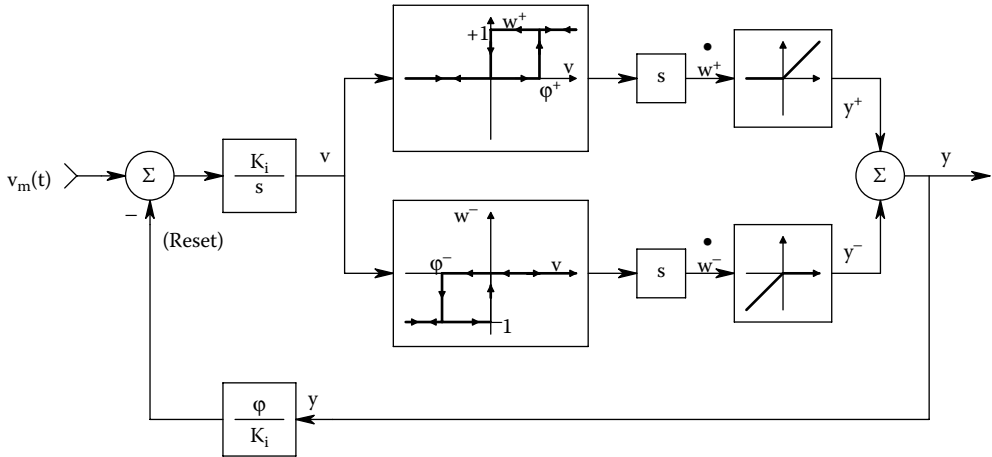 +1
w⁺
v
φ⁺
s
ẇ⁺
y⁺
v_m(t)
Σ
K_i
s
v
Σ
y
−
(Reset)
w⁻
φ⁻
v
−1
s
ẇ⁻
y⁻
φ
K_i
y